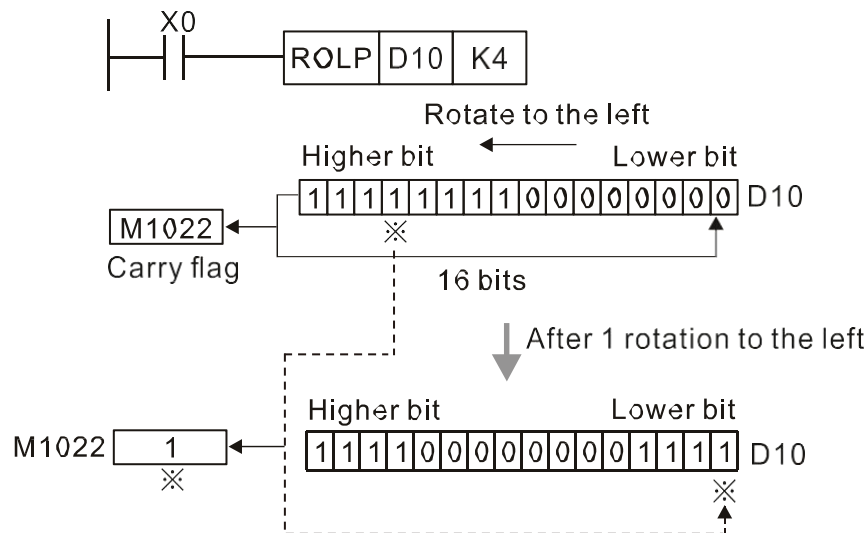 X0
ROLP D10 K4
Rotate to the left
Higher bit Lower bit
1 1 1 1 1 1 1 1 0 0 0 0 0 0 0 0 D10
M1022 ※
Carry flag
16 bits
After 1 rotation to the left
Higher bit Lower bit
M1022 1 1 1 1 1 0 0 0 0 0 0 0 0 1 1 1 1 D10
※ ※